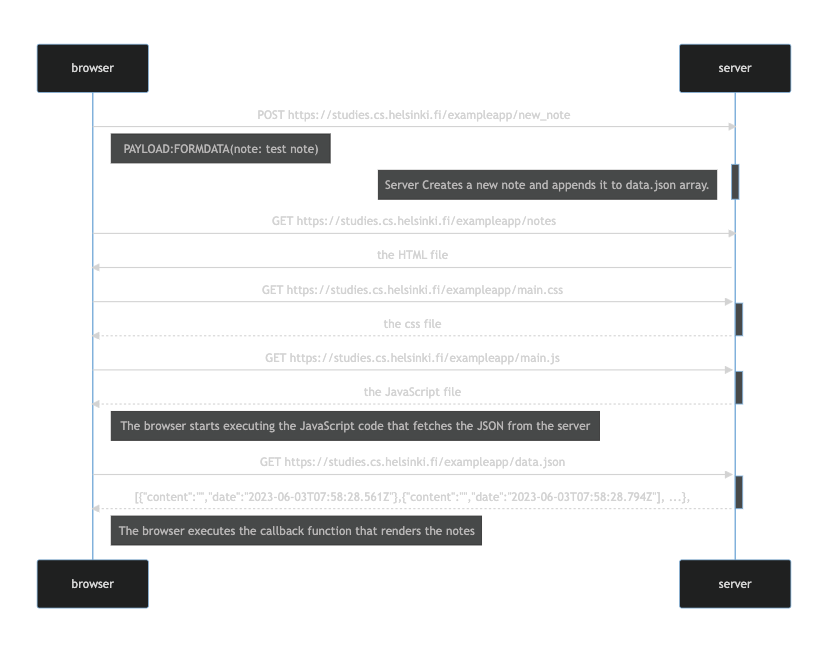 browser
server
POST https://studies.cs.helsinki.fi/exampleapp/new_note
PAYLOAD:FORMDATA(note: test note)
Server Creates a new note and appends it to data.json array.
GET https://studies.cs.helsinki.fi/exampleapp/notes
the HTML file
GET https://studies.cs.helsinki.fi/exampleapp/main.css
the css file
GET https://studies.cs.helsinki.fi/exampleapp/main.js
the JavaScript file
The browser starts executing the JavaScript code that fetches the JSON from the server
GET https://studies.cs.helsinki.fi/exampleapp/data.json
[{"content":"","date":"2023-06-03T07:58:28.561Z"},{"content":"","date":"2023-06-03T07:58:28.794Z"], ...},
The browser executes the callback function that renders the notes
browser
server